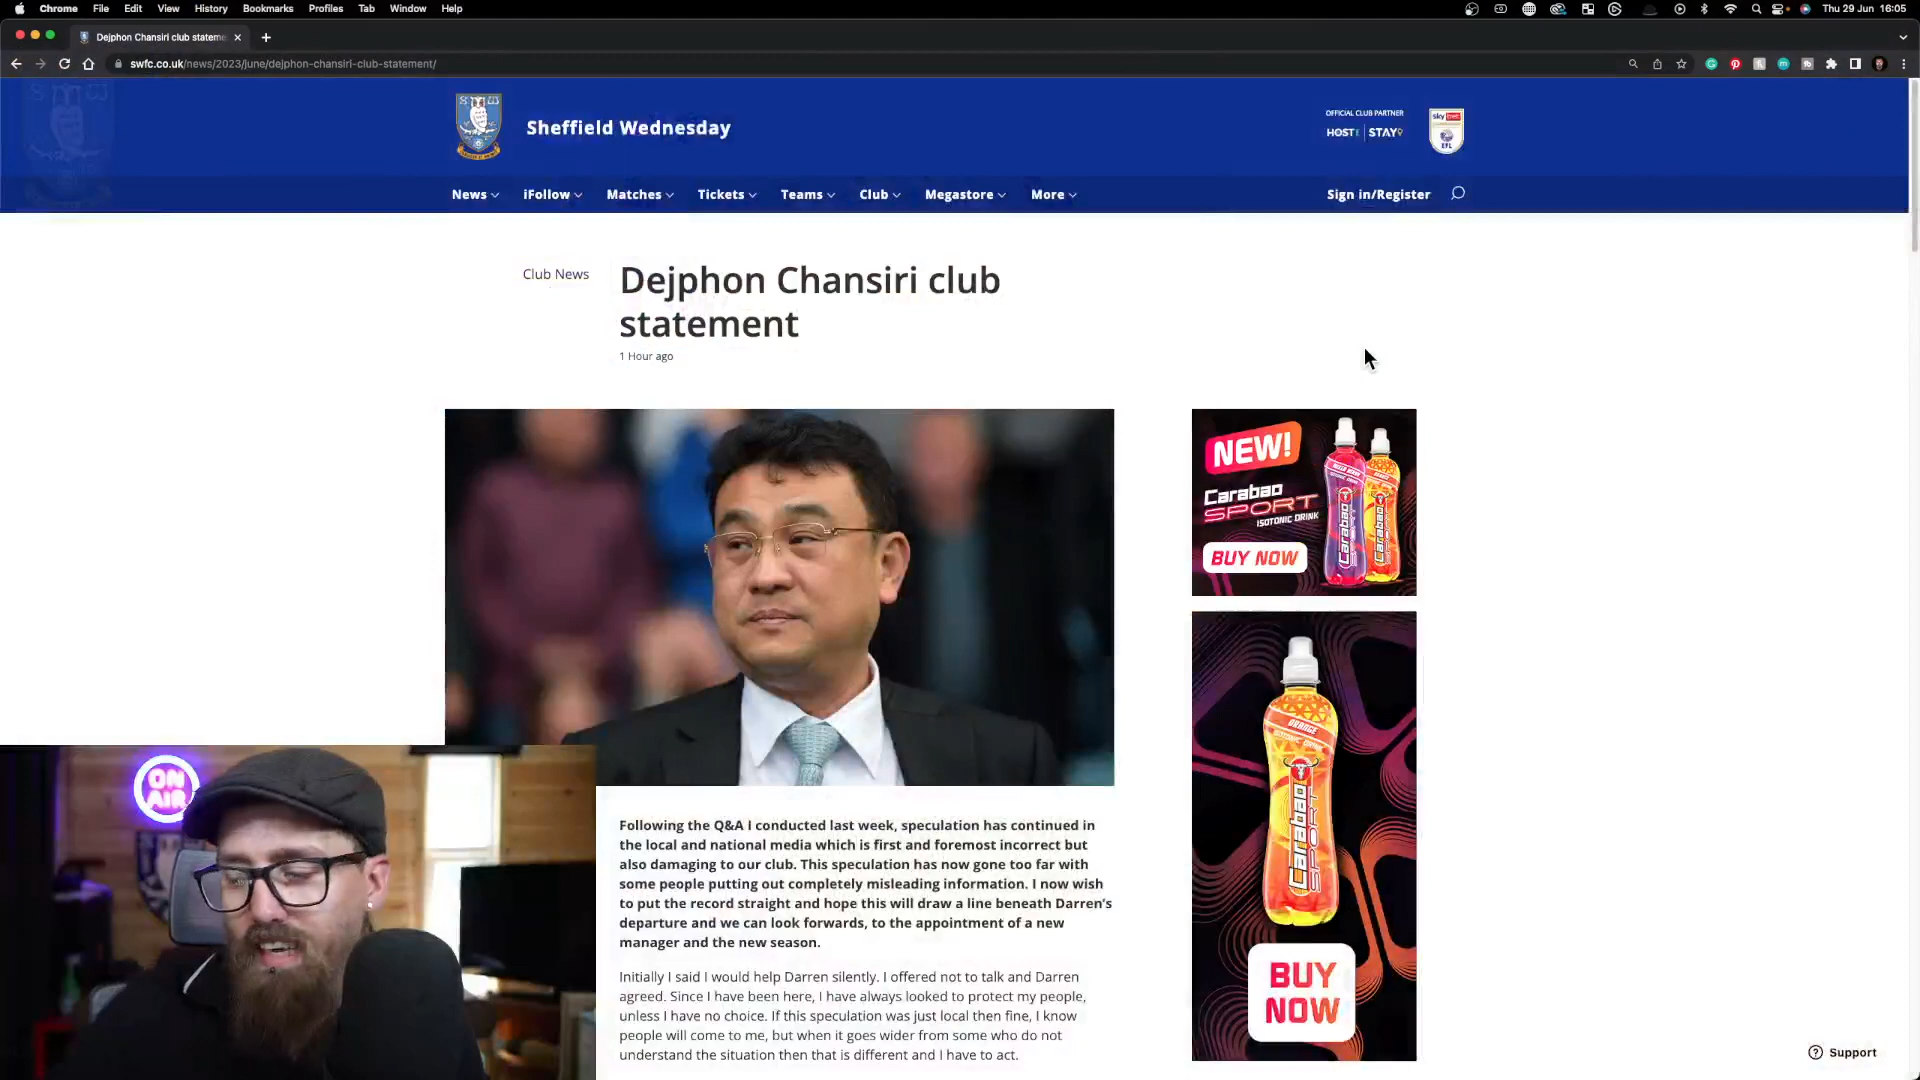 Chrome File Edit View History Bookmarks Profiles Tab Window Help
Thu 29 Jun 16:05
Dejphon Chansiri club stateme
swfc.co.uk/news/2023/june/dejphon-chansiri-club-statement/
Sheffield Wednesday
OFFICIAL CLUB PARTNER
HOST STAY
sky bet
EFL
News iFollow Matches Tickets Teams Club Megastore More
Sign in/Register
Club News
Dejphon Chansiri club
statement
1 Hour ago
NEW!
Carabao
SPORT
ISOTONIC DRINK
BUY NOW
Carabao
Carabao
ORANGE
ISOTONIC DRINK
Carabao
SPORT
BUY
NOW
ON
AIR
Following the Q&A I conducted last week, speculation has continued in
the local and national media which is first and foremost incorrect but
also damaging to our club. This speculation has now gone too far with
some people putting out completely misleading information. I now wish
to put the record straight and hope this will draw a line beneath Darren's
departure and we can look forwards, to the appointment of a new
manager and the new season.
Initially I said I would help Darren silently. I offered not to talk and Darren
agreed. Since I have been here, I have always looked to protect my people,
unless I have no choice. If this speculation was just local then fine, I know
people will come to me, but when it goes wider from some who do not
understand the situation then that is different and I have to act.
Support